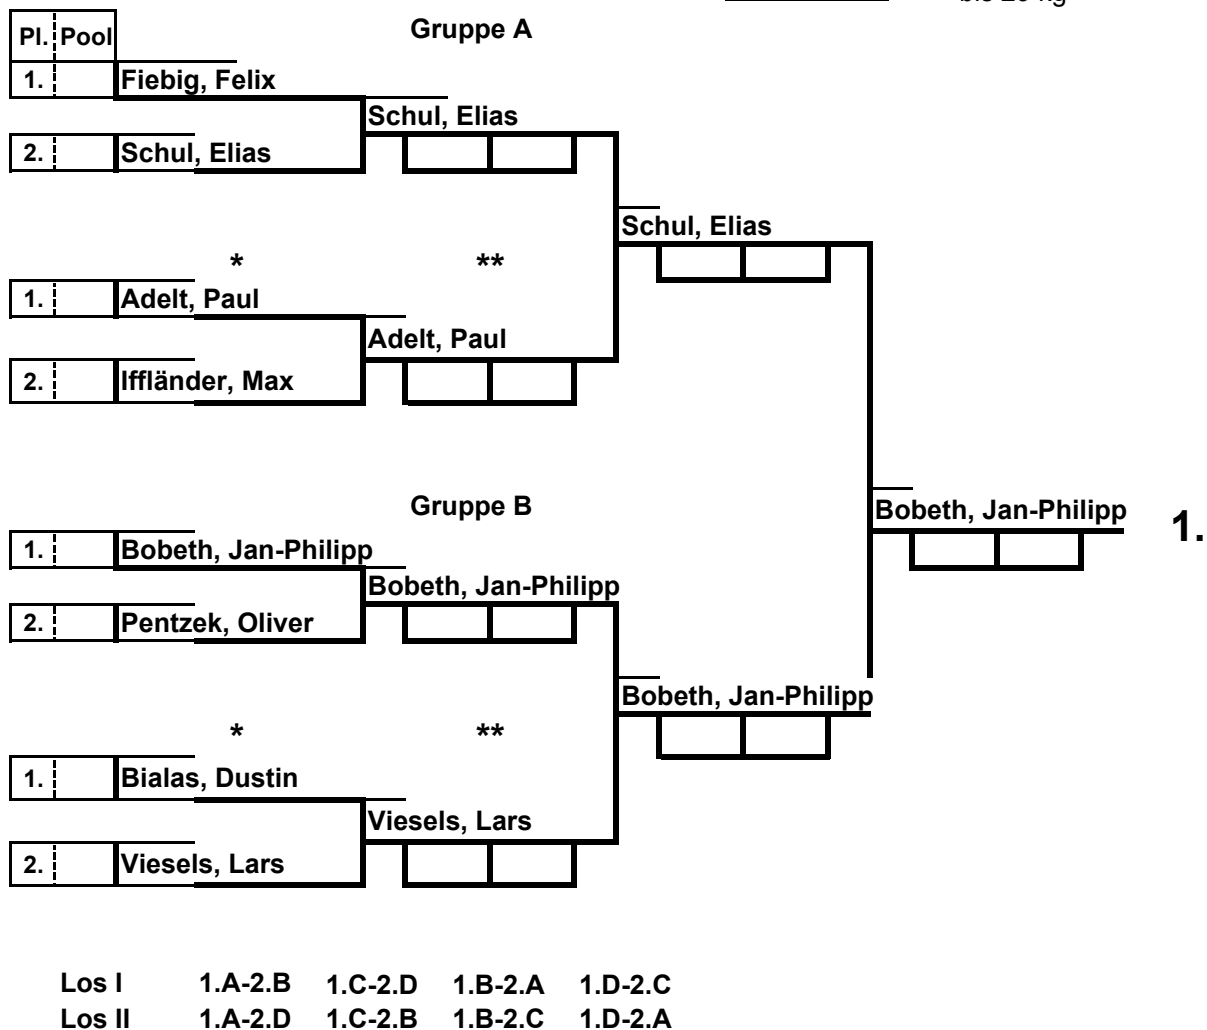 Pl. Pool
Gruppe A
1. Fiebig, Felix
Schul, Elias
2. Schul, Elias
Schul, Elias
* **
1. Adelt, Paul
Adelt, Paul
2. Iffländer, Max
Gruppe B
Bobeth, Jan-Philipp 1.
1. Bobeth, Jan-Philipp
Bobeth, Jan-Philipp
2. Pentzek, Oliver
Bobeth, Jan-Philipp
* **
1. Bialas, Dustin
Viesels, Lars
2. Viesels, Lars
Los I 1.A-2.B 1.C-2.D 1.B-2.A 1.D-2.C
Los II 1.A-2.D 1.C-2.B 1.B-2.C 1.D-2.A